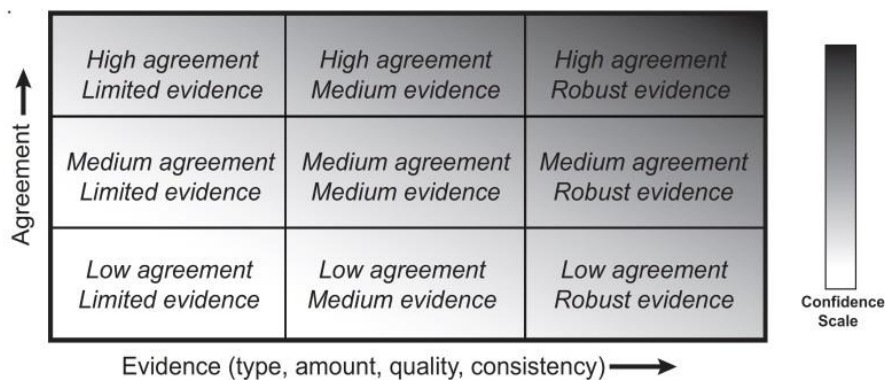 High agreement
Limited evidence
High agreement
Medium evidence
High agreement
Robust evidence
Medium agreement
Limited evidence
Medium agreement
Medium evidence
Medium agreement
Robust evidence
Low agreement
Limited evidence
Low agreement
Medium evidence
Low agreement
Robust evidence
Agreement
Evidence (type, amount, quality, consistency)
Confidence
Scale